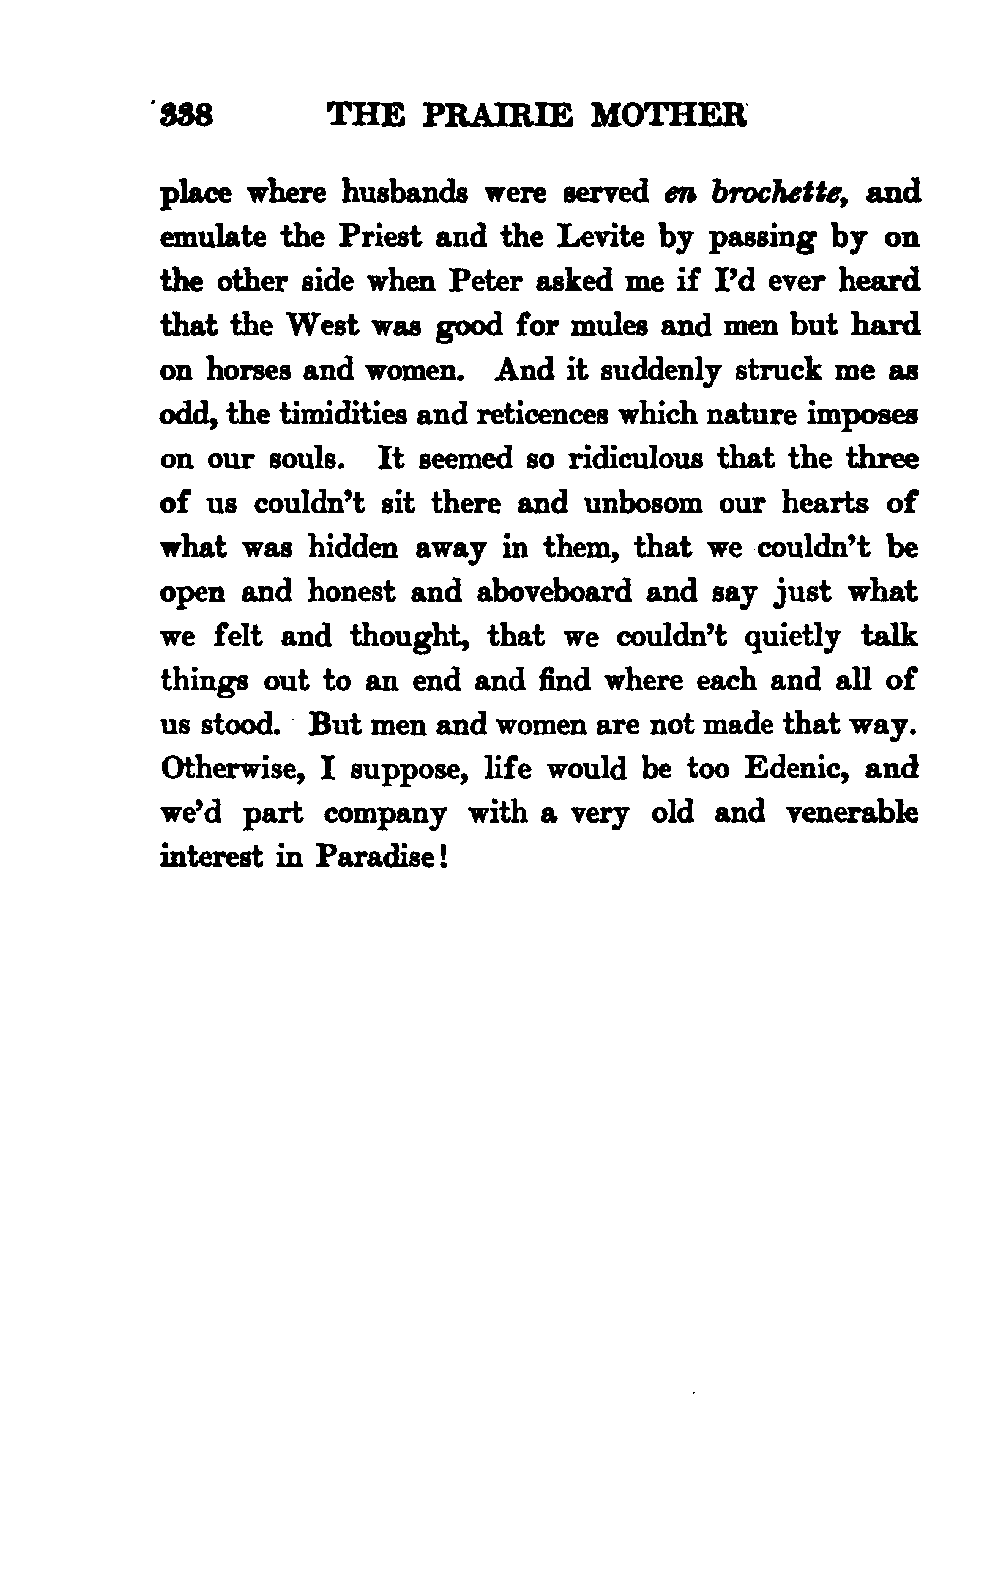 338 THE PRAIRIE MOTHER
place where husbands were served en brochette, and
emulate the Priest and the Levite by passing by on
the other side when Peter asked me if I'd ever heard
that the West was good for mules and men but hard
on horses and women. And it suddenly struck me as
odd, the timidities and reticences which nature imposes
on our souls. It seemed so ridiculous that the three
of us couldn't sit there and unbosom our hearts of
what was hidden away in them, that we couldn't be
open and honest and aboveboard and say just what
we felt and thought, that we couldn't quietly talk
things out to an end and find where each and all of
us stood. But men and women are not made that way.
Otherwise, I suppose, life would be too Edenic, and
we'd part company with a very old and venerable
interest in Paradise!